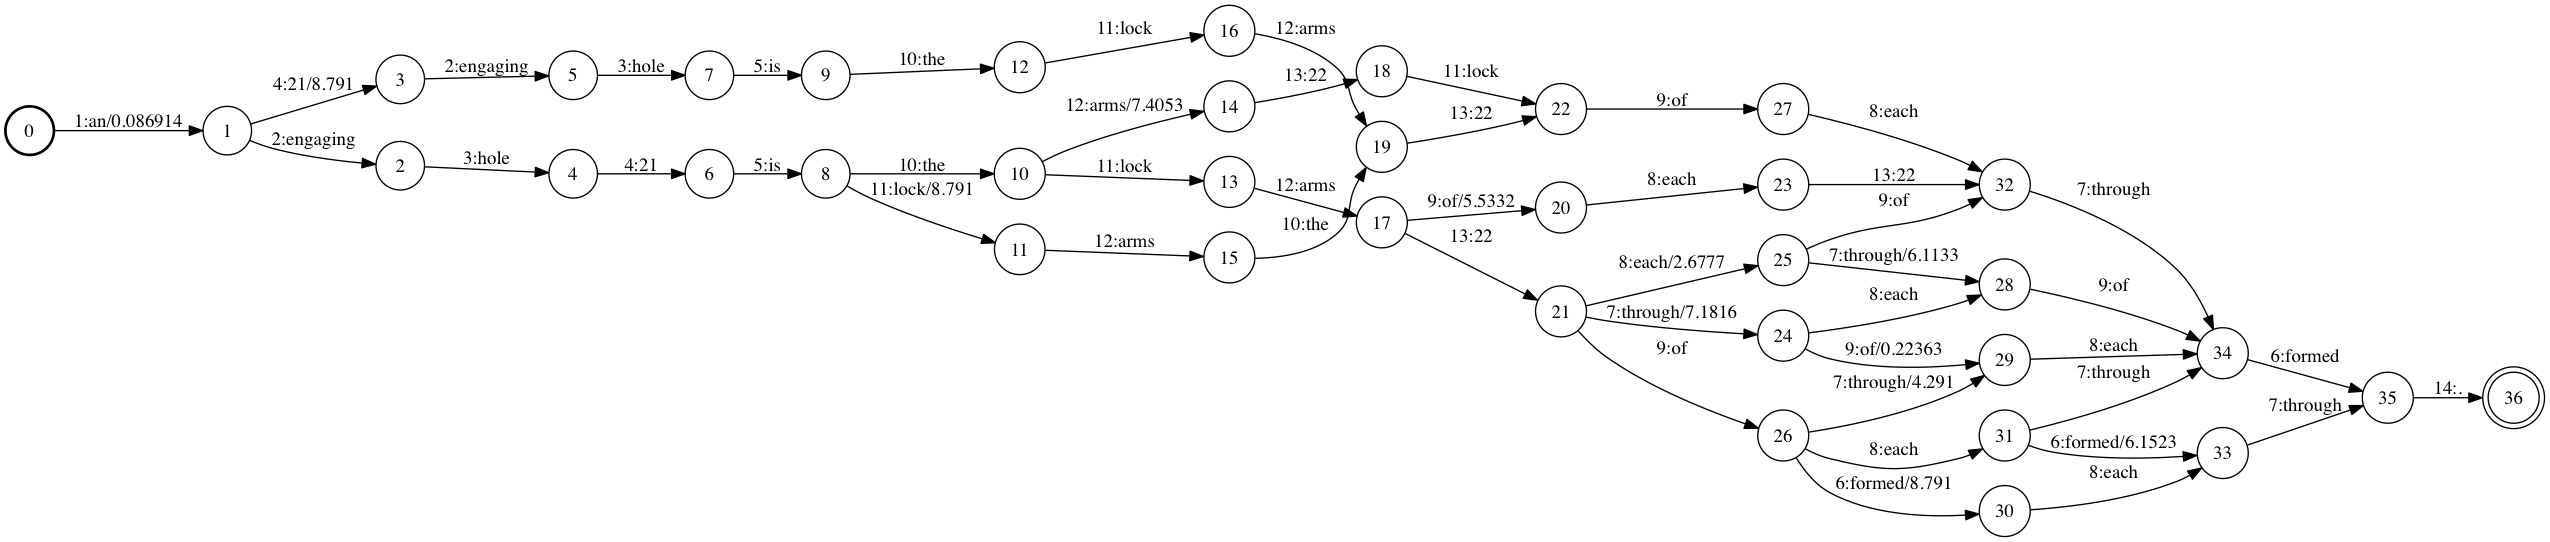 16
11:lock
12:arms
4:21/8.791
3
2:engaging
5
3:hole
7
5:is
9
10:the
12
13:22
18
11:lock
12:arms/7.4053
14
22
9:of
27
8:each
0
1:an/0.086914
1
2:engaging
2
3:hole
4
4:21
6
5:is
8
10:the
10
11:lock
13
12:arms
19
13:22
11:lock/8.791
11
12:arms
15
10:the
17
9:of/5.5332
20
8:each
23
13:22
32
7:through
13:22
21
8:each/2.6777
25
9:of
7:through/6.1133
28
9:of
7:through/7.1816
24
8:each
9:of/0.22363
29
8:each
34
6:formed
9:of
26
7:through/4.291
8:each
31
7:through
6:formed/6.1523
33
7:through
35
14:.
36
6:formed/8.791
30
8:each